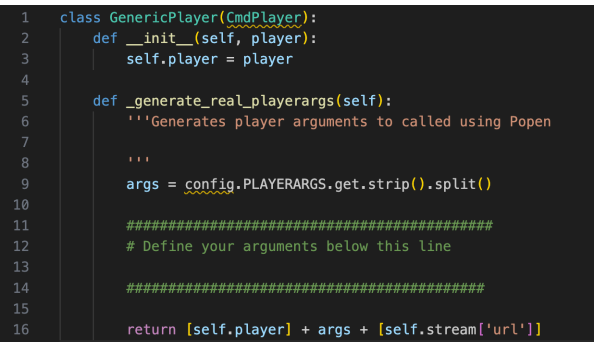 1 class GenericPlayer(CmdPlayer):
2     def __init__(self, player):
3         self.player = player
4
5     def _generate_real_playerargs(self):
6         '''Generates player arguments to called using Popen
7
8         '''
9         args = config.PLAYERARGS.get.strip().split()
10
11         ############################################
12         # Define your arguments below this line
13
14         ###########################################
15
16         return [self.player] + args + [self.stream['url']]